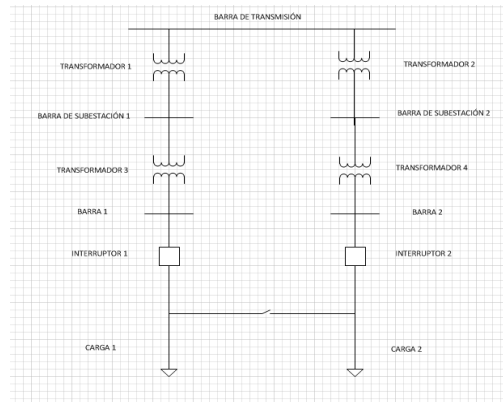 BARRA DE TRANSMISIÓN
TRANSFORMADOR 1
TRANSFORMADOR 2
BARRA DE SUBESTACIÓN 1
BARRA DE SUBESTACIÓN 2
TRANSFORMADOR 3
TRANSFORMADOR 4
BARRA 1
BARRA 2
INTERRUPTOR 1
INTERRUPTOR 2
CARGA 1
CARGA 2